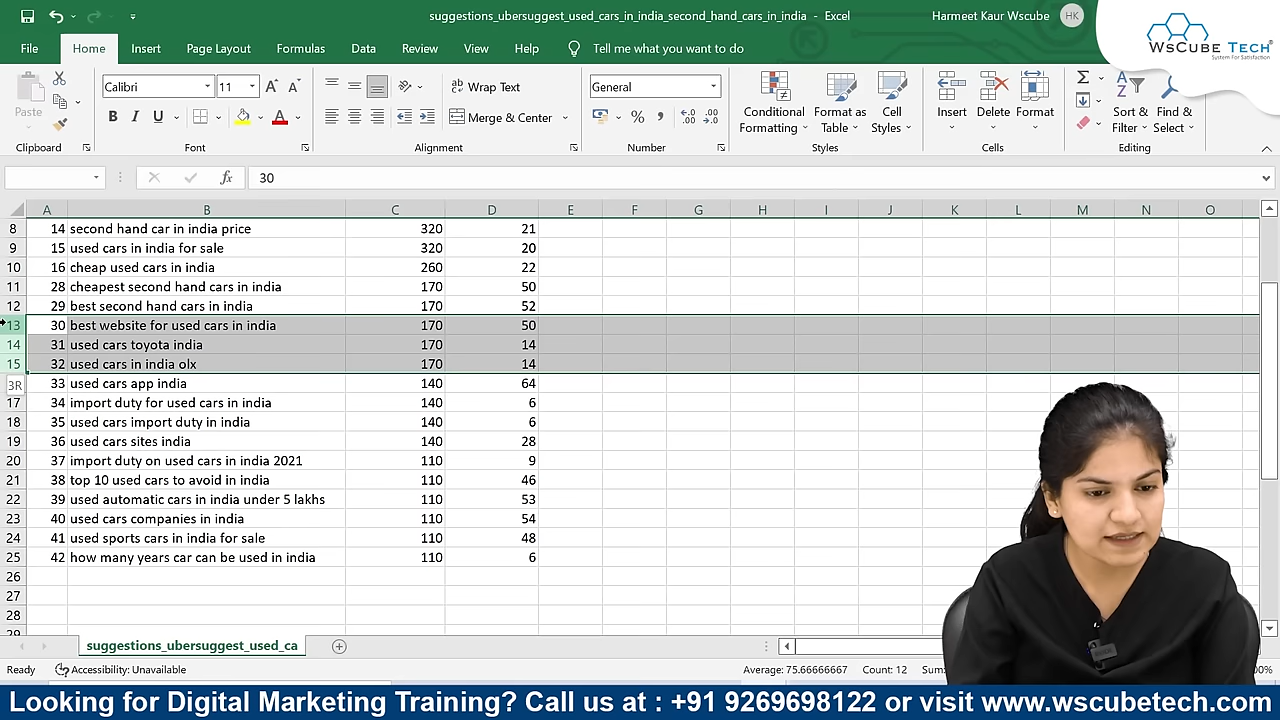 suggestions_ubersuggest_used_cars_in_india_second_hand_cars_in_india - Excel
Harmeet Kaur Wscube HK
WsCube Tech
System For Satisfaction
File Home Insert Page Layout Formulas Data Review View Help Tell me what you want to do
Paste
Calibri 11
Wrap Text
General
B I U
Merge & Center
Conditional Formatting
Format as Table
Cell Styles
Insert Delete Format
Sort & Filter
Find & Select
Clipboard Font Alignment Number Styles Cells Editing
fx 30
A B C D E F G H I J K L M N O
8 14 second hand car in india price 320 21
9 15 used cars in india for sale 320 20
10 16 cheap used cars in india 260 22
11 28 cheapest second hand cars in india 170 50
12 29 best second hand cars in india 170 52
13 30 best website for used cars in india 170 50
14 31 used cars toyota india 170 14
15 32 used cars in india olx 170 14
3R 33 used cars app india 140 64
17 34 import duty for used cars in india 140 6
18 35 used cars import duty in india 140 6
19 36 used cars sites india 140 28
20 37 import duty on used cars in india 2021 110 9
21 38 top 10 used cars to avoid in india 110 46
22 39 used automatic cars in india under 5 lakhs 110 53
23 40 used cars companies in india 110 54
24 41 used sports cars in india for sale 110 48
25 42 how many years car can be used in india 110 6
26
27
28
29
suggestions_ubersuggest_used_ca
Ready Accessibility: Unavailable Average: 75.66666667 Count: 12 Sum:
Looking for Digital Marketing Training? Call us at : +91 9269698122 or visit www.wscubetech.com